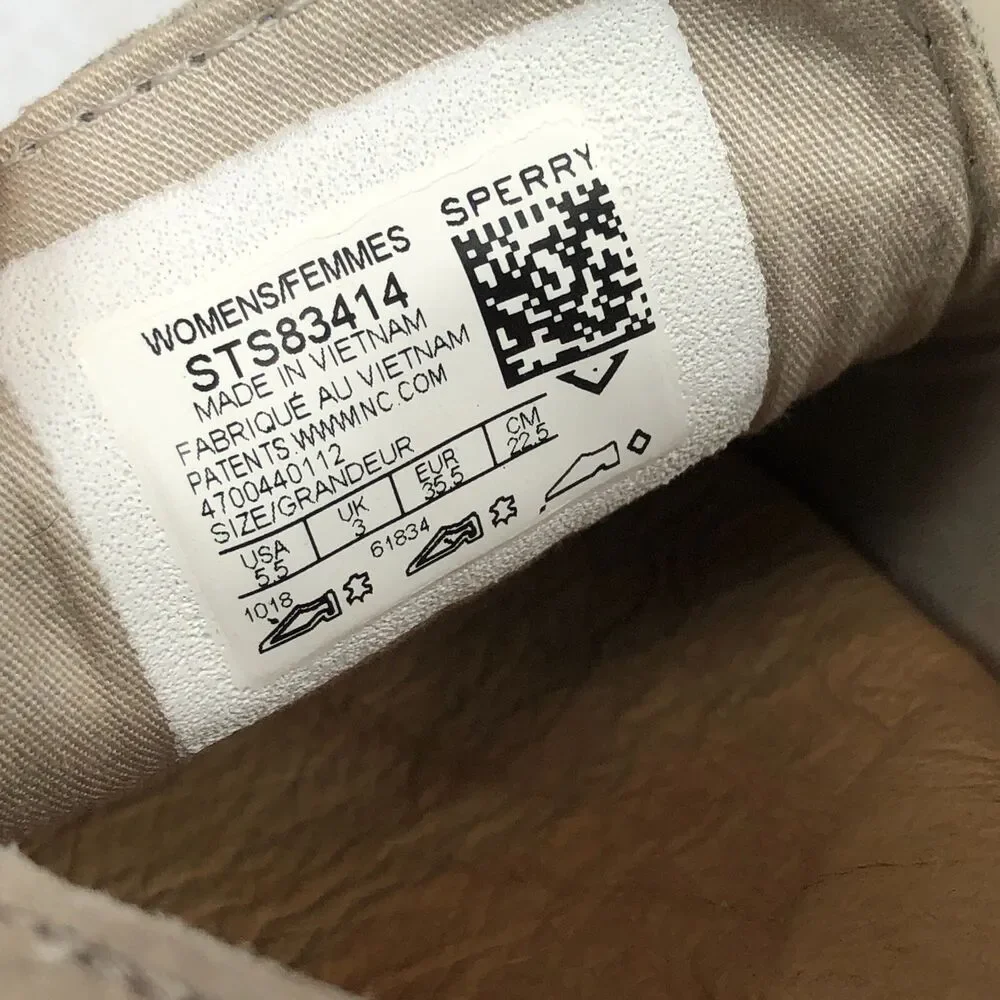 SPERRY
WOMENS/FEMMES
STS83414
MADE IN VIETNAM
FABRIQUÉ AU VIETNAM
PATENTS.WWWNC.COM
4700440112
SIZE/GRANDEUR
USA UK EUR CM
5.5 3 35.5 22.5
1018 61834